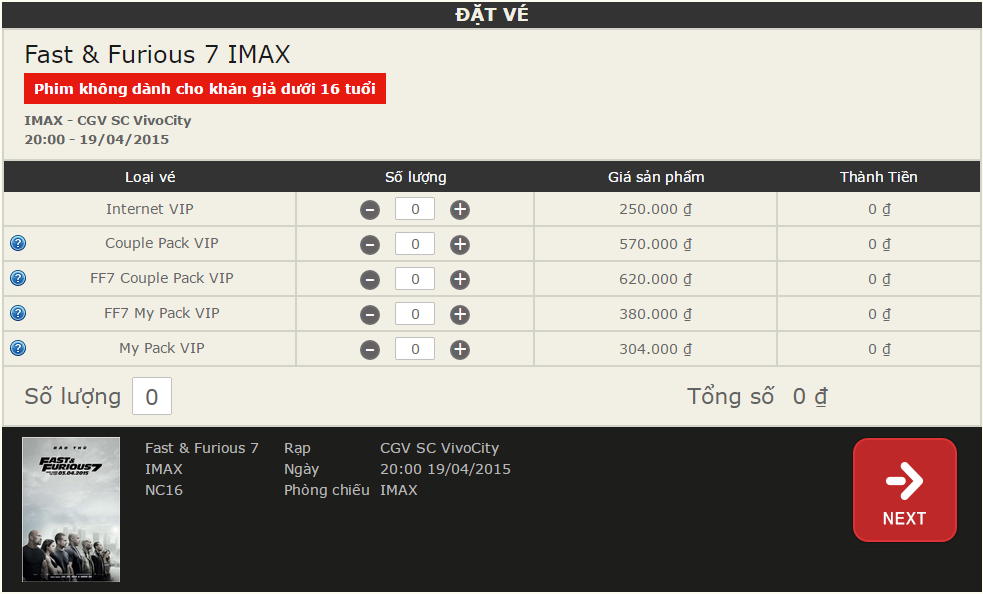 ĐẶT VÉ
Fast & Furious 7 IMAX
Phim không dành cho khán giả dưới 16 tuổi
IMAX - CGV SC VivoCity
20:00 - 19/04/2015
Loại vé Số lượng Giá sản phẩm Thành Tiền
Internet VIP 0 250.000 ₫ 0 ₫
Couple Pack VIP 0 570.000 ₫ 0 ₫
FF7 Couple Pack VIP 0 620.000 ₫ 0 ₫
FF7 My Pack VIP 0 380.000 ₫ 0 ₫
My Pack VIP 0 304.000 ₫ 0 ₫
Số lượng 0 Tổng số 0 ₫
Fast & Furious 7 Rạp CGV SC VivoCity
IMAX Ngày 20:00 19/04/2015
NC16 Phòng chiếu IMAX
FAST&
FURIOUS7
03.04.2015
NEXT